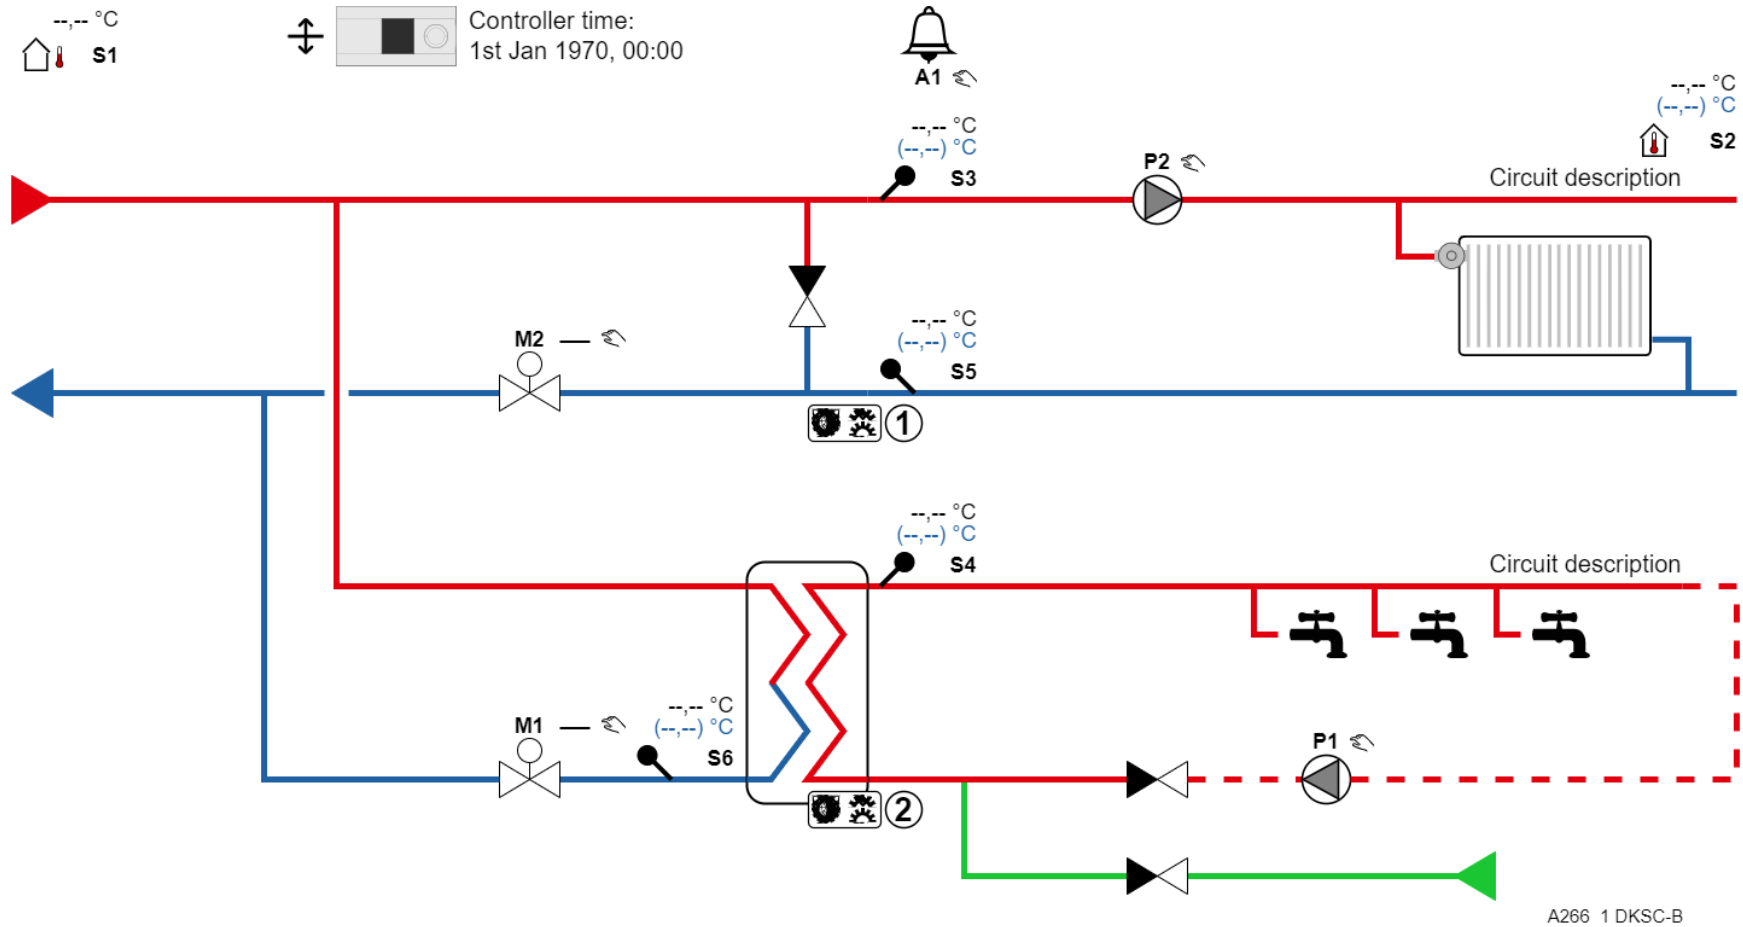 --,-- °C
S1
Controller time:
1st Jan 1970, 00:00
A1
--,-- °C
(--,--) °C
S2
--,-- °C
(--,--) °C
S3
P2
Circuit description
--,-- °C
(--,--) °C
S5
M2
1
--,-- °C
(--,--) °C
S4
Circuit description
--,-- °C
(--,--) °C
S6
M1
P1
2
A266 1 DKSC-B